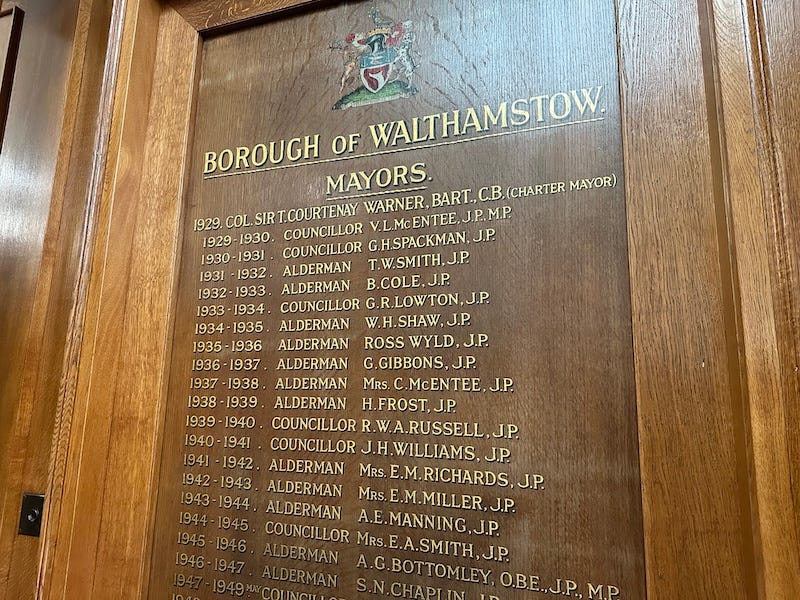 BOROUGH OF WALTHAMSTOW.
MAYORS.
1929. COL. SIR T. COURTENAY WARNER, BART., C.B. (CHARTER MAYOR)
1929-1930. COUNCILLOR V.L. McENTEE, J.P., M.P.
1930-1931. COUNCILLOR G.H. SPACKMAN, J.P.
1931-1932. ALDERMAN T.W. SMITH, J.P.
1932-1933. ALDERMAN B. COLE, J.P.
1933-1934. COUNCILLOR G.R. LOWTON, J.P.
1934-1935. ALDERMAN W.H. SHAW, J.P.
1935-1936 ALDERMAN ROSS WYLD, J.P.
1936-1937. ALDERMAN G. GIBBONS, J.P.
1937-1938. ALDERMAN Mrs. C. McENTEE, J.P.
1938-1939. ALDERMAN H. FROST, J.P.
1939-1940. COUNCILLOR R.W.A. RUSSELL, J.P.
1940-1941. COUNCILLOR J.H. WILLIAMS, J.P.
1941-1942. ALDERMAN Mrs. E.M. RICHARDS, J.P.
1942-1943. ALDERMAN Mrs. E.M. MILLER, J.P.
1943-1944. ALDERMAN A.E. MANNING, J.P.
1944-1945. COUNCILLOR Mrs. E.A. SMITH, J.P.
1945-1946. ALDERMAN A.G. BOTTOMLEY, O.B.E., J.P., M.P.
1946-1947. ALDERMAN S.N. CHAPLIN, J.P.
1947-1949 MAY COUNCILLOR